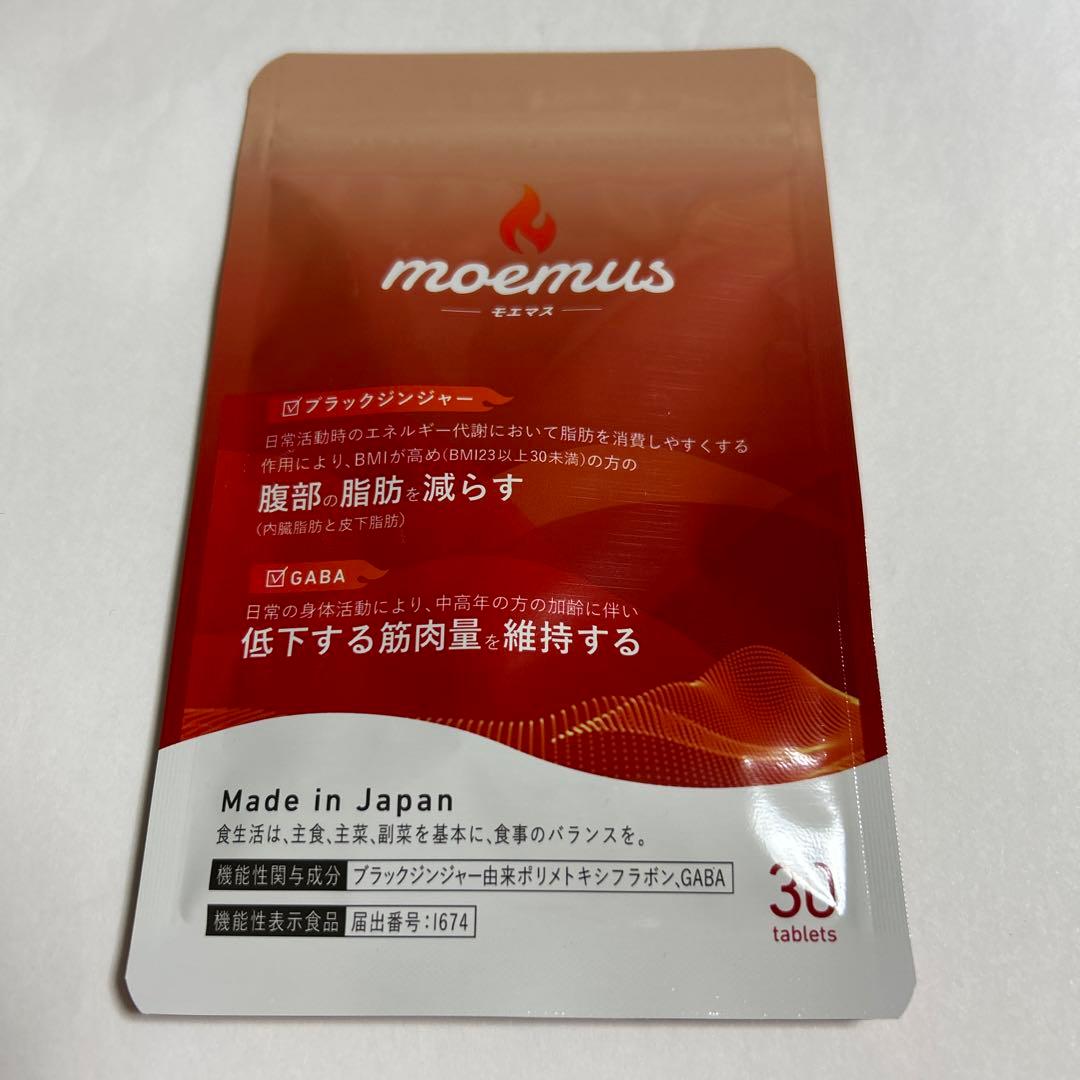 moemus
モエマス
ブラックジンジャー
日常活動時のエネルギー代謝において脂肪を消費しやすくする
作用により、BMIが高め(BMI23以上30未満)の方の
腹部の脂肪を減らす
(内臓脂肪と皮下脂肪)
GABA
日常の身体活動により、中高年の方の加齢に伴い
低下する筋肉量を維持する
Made in Japan
食生活は、主食、主菜、副菜を基本に、食事のバランスを。
機能性関与成分 ブラックジンジャー由来ポリメトキシフラボン、GABA
機能性表示食品 届出番号:I674
30
tablets